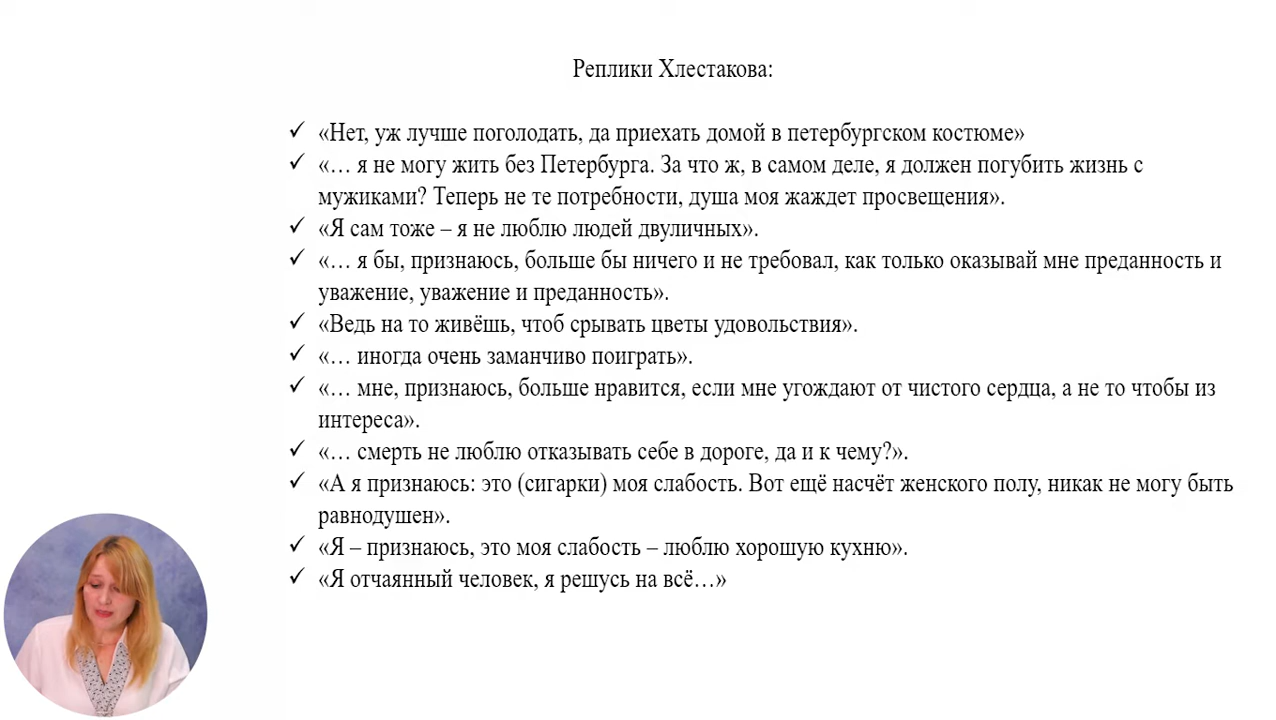 Реплики Хлестакова:
✓ «Нет, уж лучше поголодать, да приехать домой в петербургском костюме»
✓ «… я не могу жить без Петербурга. За что ж, в самом деле, я должен погубить жизнь с
мужиками? Теперь не те потребности, душа моя жаждет просвещения».
✓ «Я сам тоже – я не люблю людей двуличных».
✓ «… я бы, признаюсь, больше бы ничего и не требовал, как только оказывай мне преданность и
уважение, уважение и преданность».
✓ «Ведь на то живёшь, чтоб срывать цветы удовольствия».
✓ «… иногда очень заманчиво поиграть».
✓ «… мне, признаюсь, больше нравится, если мне угождают от чистого сердца, а не то чтобы из
интереса».
✓ «… смерть не люблю отказывать себе в дороге, да и к чему?».
✓ «А я признаюсь: это (сигарки) моя слабость. Вот ещё насчёт женского полу, никак не могу быть
равнодушен».
✓ «Я – признаюсь, это моя слабость – люблю хорошую кухню».
✓ «Я отчаянный человек, я решусь на всё…»